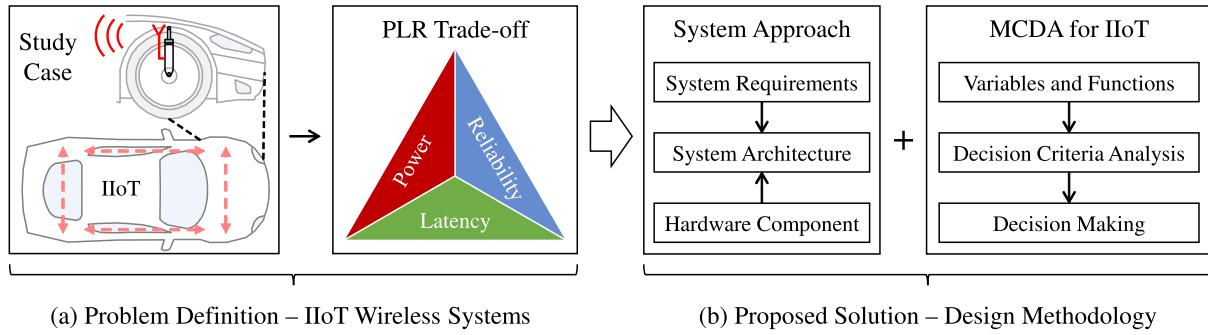 Study
Case
IIoT
PLR Trade-off
Power
Reliability
Latency
System Approach
System Requirements
System Architecture
Hardware Component
+
MCDA for IIoT
Variables and Functions
Decision Criteria Analysis
Decision Making
(a) Problem Definition – IIoT Wireless Systems
(b) Proposed Solution – Design Methodology